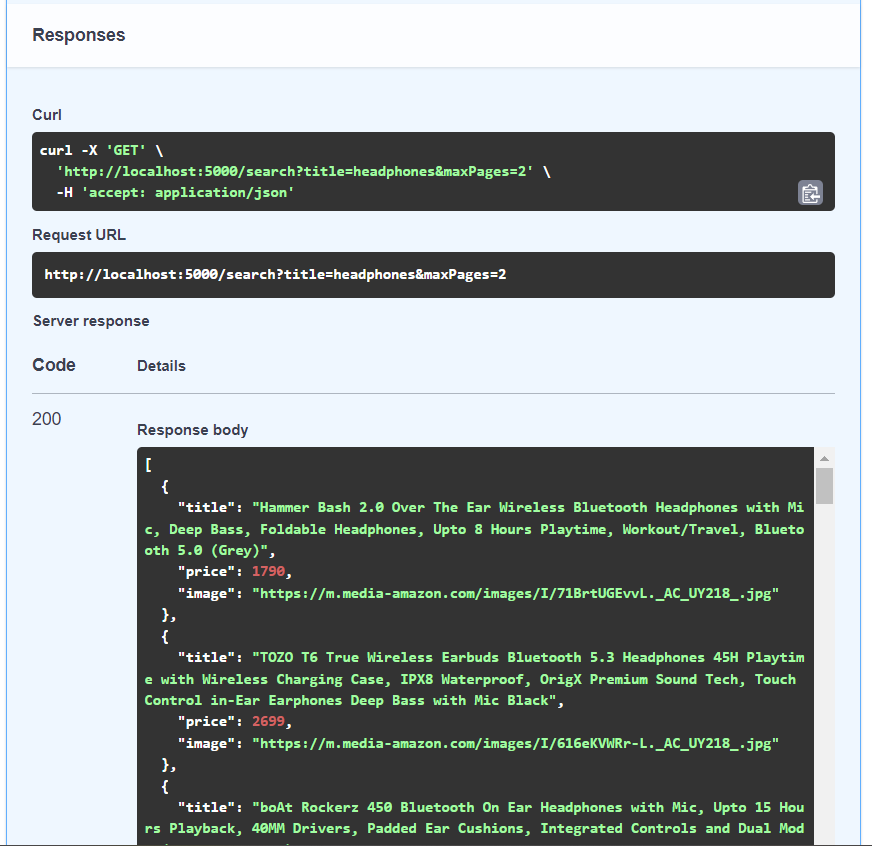 Responses
Curl
curl -X 'GET' \
  'http://localhost:5000/search?title=headphones&maxPages=2' \
  -H 'accept: application/json'
Request URL
http://localhost:5000/search?title=headphones&maxPages=2
Server response
Code Details
200
Response body
[
  {
    "title": "Hammer Bash 2.0 Over The Ear Wireless Bluetooth Headphones with Mi
c, Deep Bass, Foldable Headphones, Upto 8 Hours Playtime, Workout/Travel, Blueto
oth 5.0 (Grey)",
    "price": 1790,
    "image": "https://m.media-amazon.com/images/I/71BrtUGEvvL._AC_UY218_.jpg"
  },
  {
    "title": "TOZO T6 True Wireless Earbuds Bluetooth 5.3 Headphones 45H Playtim
e with Wireless Charging Case, IPX8 Waterproof, OrigX Premium Sound Tech, Touch
Control in-Ear Earphones Deep Bass with Mic Black",
    "price": 2699,
    "image": "https://m.media-amazon.com/images/I/616eKVWRr-L._AC_UY218_.jpg"
  },
  {
    "title": "boAt Rockerz 450 Bluetooth On Ear Headphones with Mic, Upto 15 Hou
rs Playback, 40MM Drivers, Padded Ear Cushions, Integrated Controls and Dual Mod